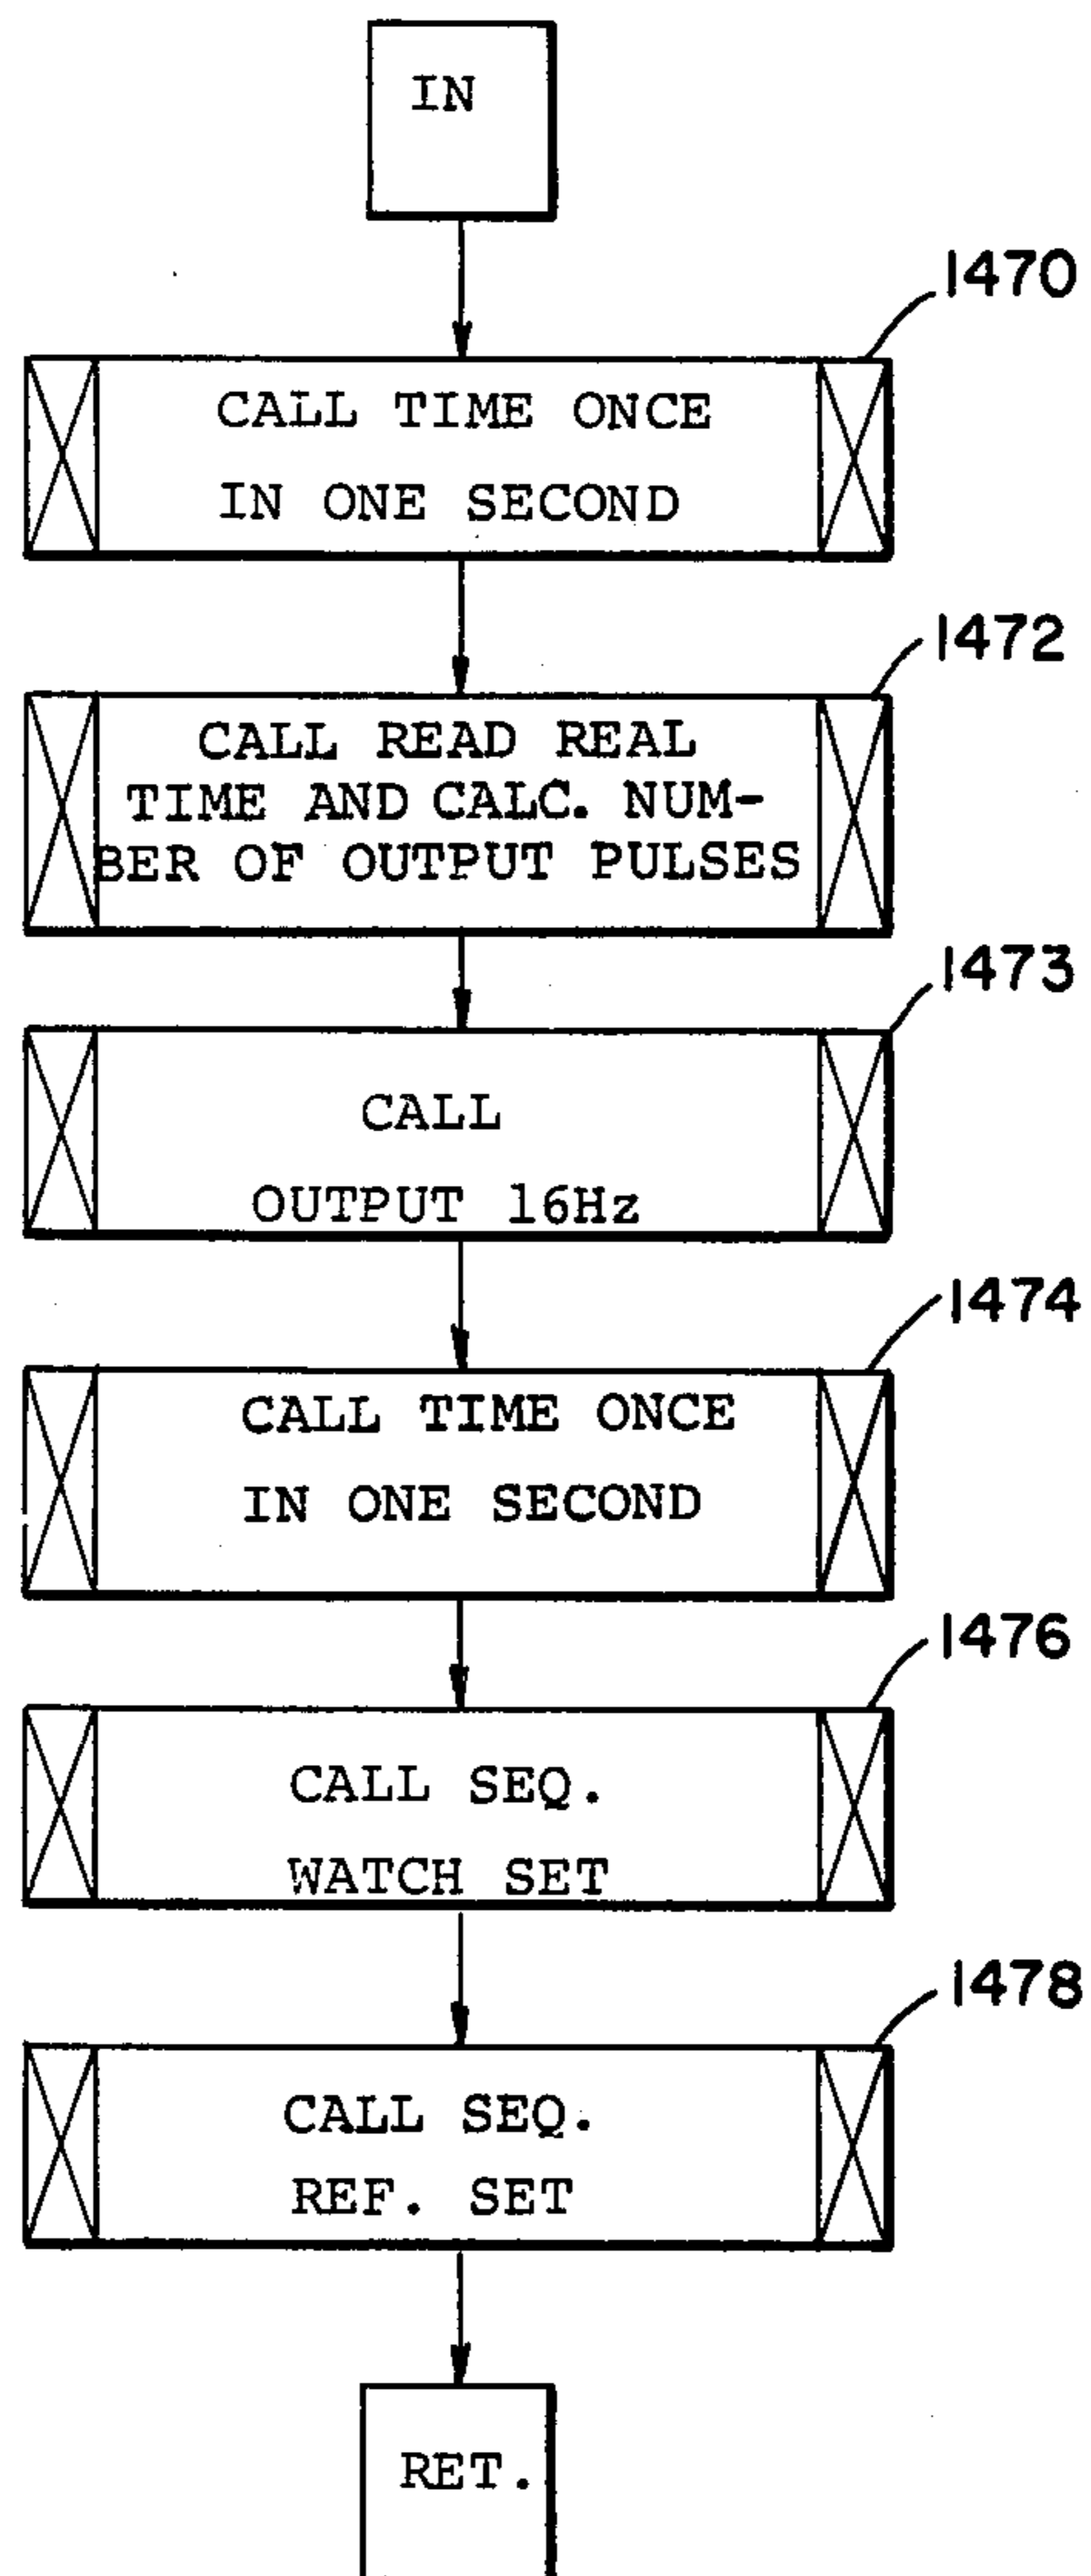 IN
1470
CALL TIME ONCE
IN ONE SECOND
1472
CALL READ REAL
TIME AND CALC. NUM-
BER OF OUTPUT PULSES
1473
CALL
OUTPUT 16Hz
1474
CALL TIME ONCE
IN ONE SECOND
1476
CALL SEQ.
WATCH SET
1478
CALL SEQ.
REF. SET
RET.